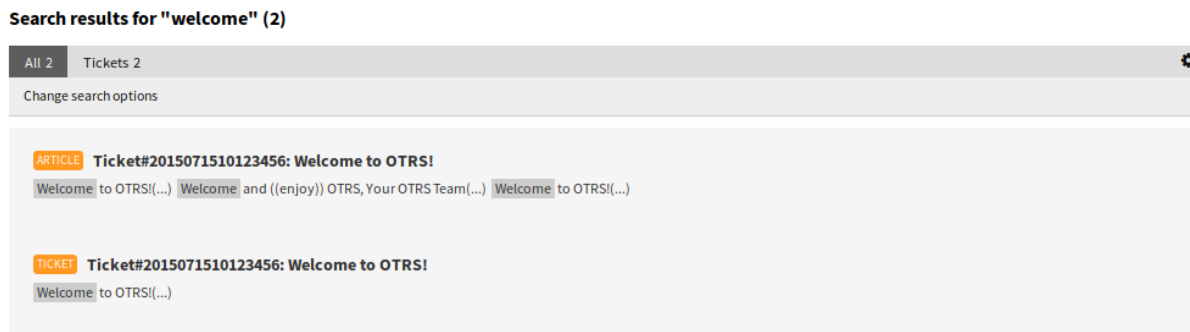 Search results for "welcome" (2)
All 2 Tickets 2
Change search options
ARTICLE Ticket#2015071510123456: Welcome to OTRS!
Welcome to OTRS!(...) Welcome and ((enjoy)) OTRS, Your OTRS Team(...) Welcome to OTRS!(...)
TICKET Ticket#2015071510123456: Welcome to OTRS!
Welcome to OTRS!(...)